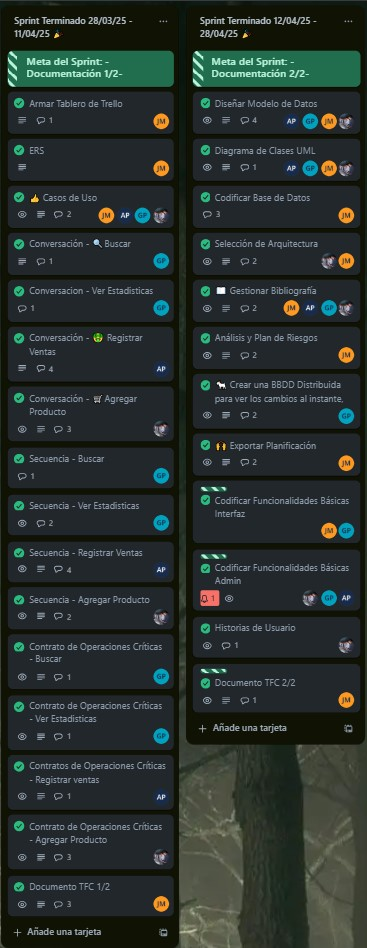 Sprint Terminado 28/03/25 -
11/04/25 🎉
Meta del Sprint: -
Documentación 1/2-
Armar Tablero de Trello
1
JM
ERS
JM
👍 Casos de Uso
2
JM AP GP
Conversación - 🔍 Buscar
1
GP
Conversacion - Ver Estadisticas
1
GP
Conversación - 🤑 Registrar
Ventas
4
AP
Conversación - 🛒 Agregar
Producto
3
Secuencia - Buscar
1
GP
Secuencia - Ver Estadisticas
2
GP
Secuencia - Registrar Ventas
4
AP
Secuencia - Agregar Producto
2
Contrato de Operaciones Críticas
- Buscar
1
GP
Contrato de Operaciones Críticas
- Ver Estadisticas
1
GP
Contratos de Operaciones Críticas
- Registrar ventas
1
AP
Contrato de Operaciones Críticas
- Agregar Producto
3
Documento TFC 1/2
3
JM
+ Añade una tarjeta
Sprint Terminado 12/04/25 -
28/04/25 🎉
Meta del Sprint: -
Documentación 2/2-
Diseñar Modelo de Datos
4
AP GP JM
Diagrama de Clases UML
1
AP GP JM
Codificar Base de Datos
3
JM
Selección de Arquitectura
2
JM
📖 Gestionar Bibliografía
2
JM AP GP
Análisis y Plan de Riesgos
2
JM
🐄 Crear una BBDD Distribuida
para ver los cambios al instante.
2
GP
🙌 Exportar Planificación
2
JM
Codificar Funcionalidades Básicas
Interfaz
JM GP
Codificar Funcionalidades Básicas
Admin
1
GP AP
Historias de Usuario
1
Documento TFC 2/2
1
JM
+ Añade una tarjeta